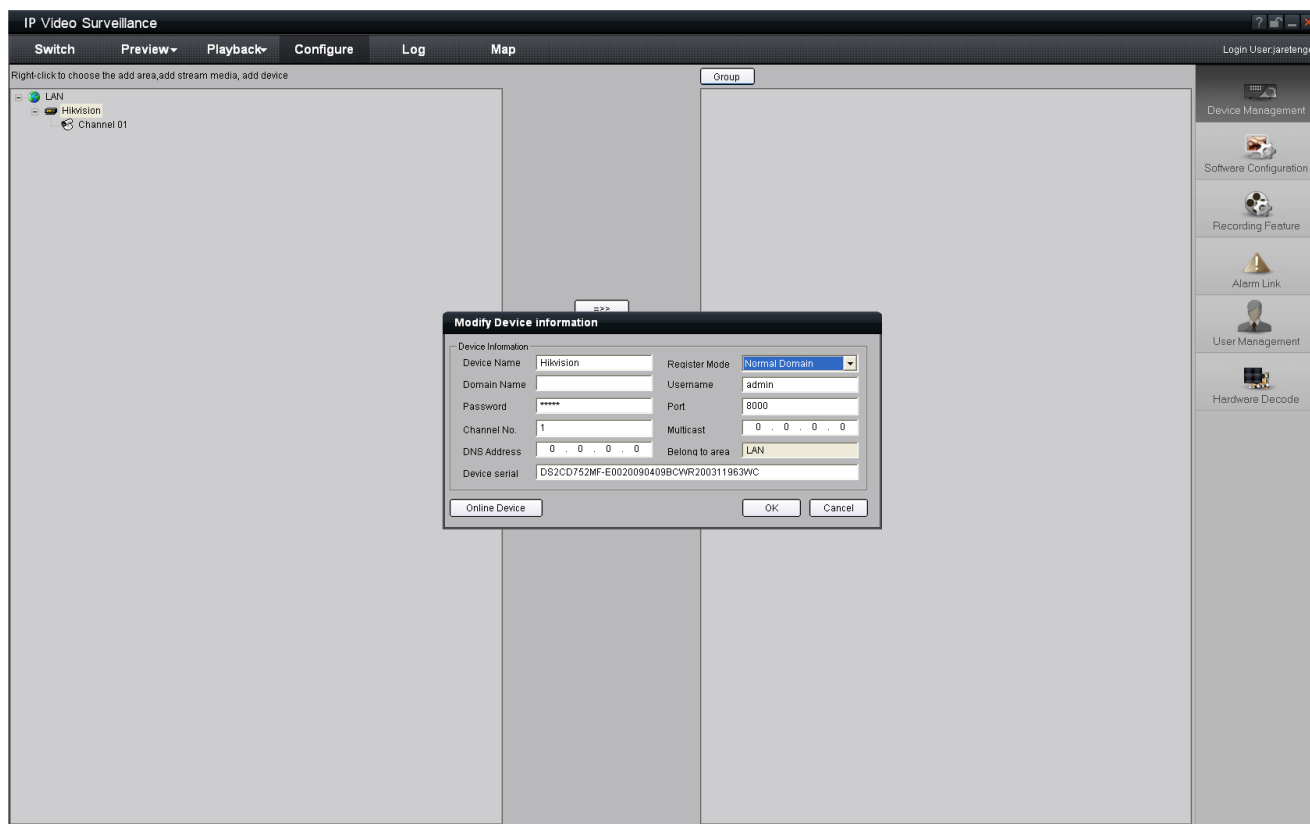 IP Video Surveillance
Switch Preview Playback Configure Log Map Login User:jareteng
Right-click to choose the add area,add stream media, add device
Group
LAN
Hikvision
Channel 01
=>>
Modify Device information
Device Information
Device Name Hikvision Register Mode Normal Domain
Domain Name Username admin
Password ***** Port 8000
Channel No. 1 Multicast 0 . 0 . 0 . 0
DNS Address 0 . 0 . 0 . 0 Belong to area LAN
Device serial DS2CD752MF-E0020090409BCWR200311963WC
Online Device OK Cancel
Device Management
Software Configuration
Recording Feature
Alarm Link
User Management
Hardware Decode